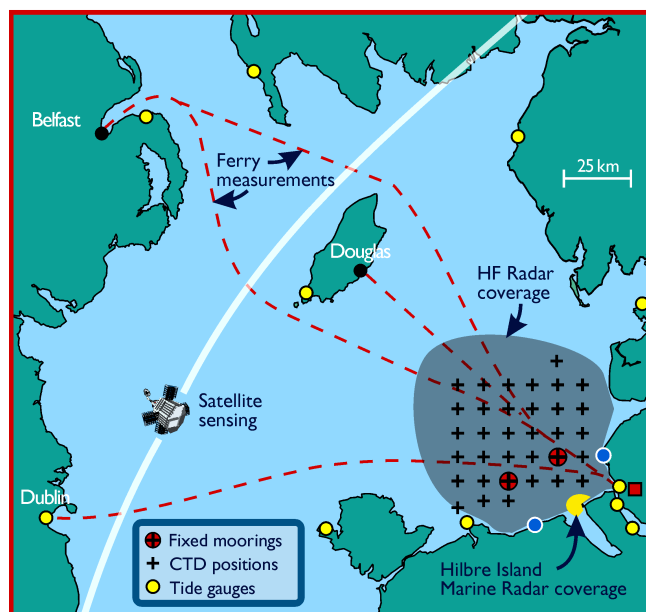 Belfast
Ferry
measurements
25 km
Douglas
HF Radar
coverage
Satellite
sensing
Dublin
Fixed moorings
CTD positions
Tide gauges
Hilbre Island
Marine Radar coverage